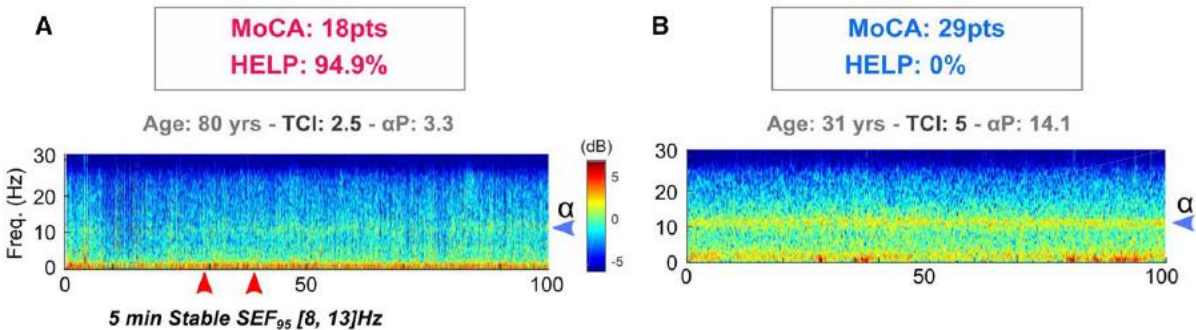 A
MoCA: 18pts
HELP: 94.9%
Age: 80 yrs - TCI: 2.5 - αP: 3.3
30
20
10
0
Freq. (Hz)
0
50
100
(dB)
5
0
-5
α
5 min Stable SEF₉₅ [8, 13]Hz
B
MoCA: 29pts
HELP: 0%
Age: 31 yrs - TCI: 5 - αP: 14.1
30
20
10
0
0
50
100
α